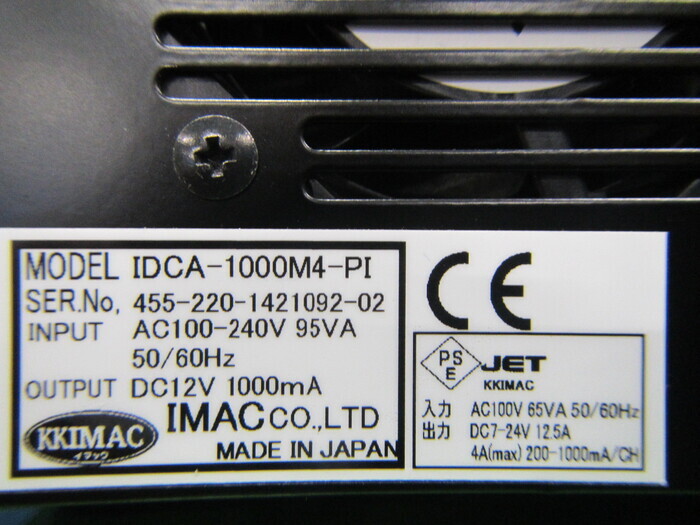 MODEL IDCA-1000M4-PI
SER.No, 455-220-1421092-02
INPUT AC100-240V 95VA
50/60Hz
OUTPUT DC12V 1000mA
KKIMAC
イマック
IMAC CO.,LTD
MADE IN JAPAN
CE
PS
E
JET
KKIMAC
入力 AC100V 65VA 50/60Hz
出力 DC7-24V 12.5A
4A(max) 200-1000mA/CH